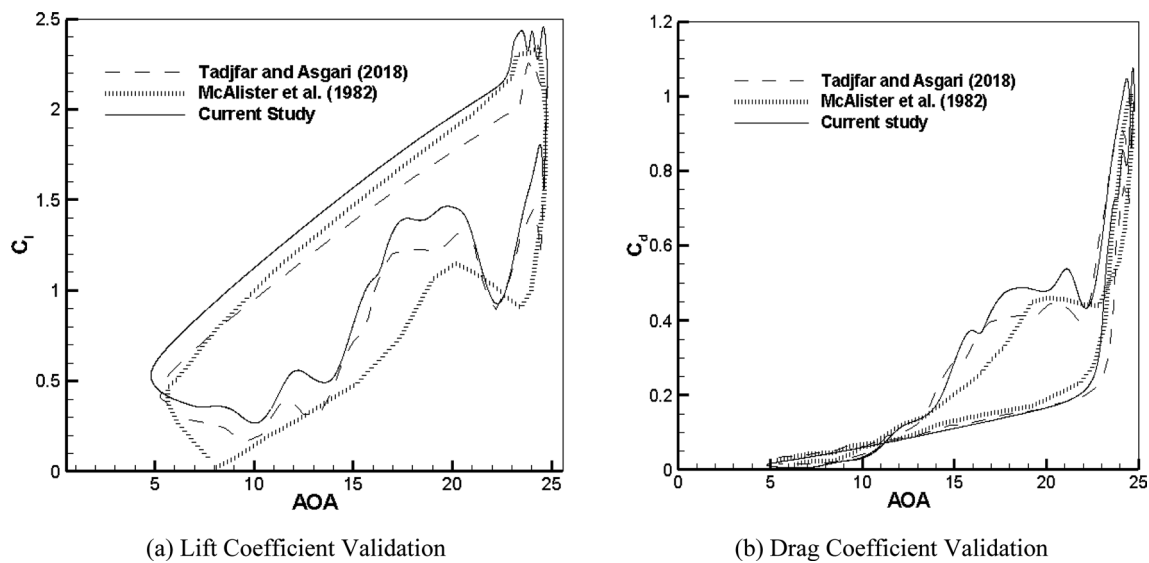 2.5
2
1.5
1
0.5
0
C_l
Tadjfar and Asgari (2018)
McAlister et al. (1982)
Current Study
5
10
15
20
25
AOA
(a) Lift Coefficient Validation
1.2
1
0.8
0.6
0.4
0.2
0
C_d
Tadjfar and Asgari (2018)
McAlister et al. (1982)
Current study
0
5
10
15
20
25
AOA
(b) Drag Coefficient Validation